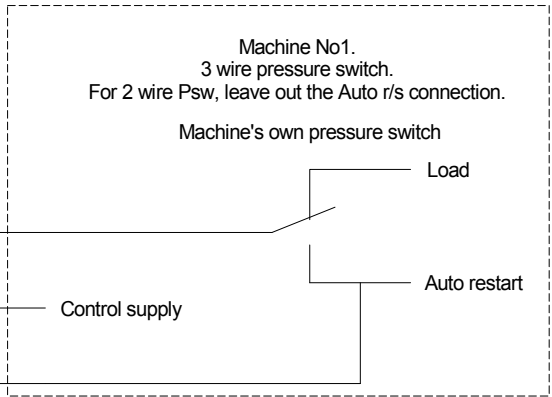 Machine No1.
3 wire pressure switch.
For 2 wire Psw, leave out the Auto r/s connection.
Machine's own pressure switch
Load
Auto restart
Control supply